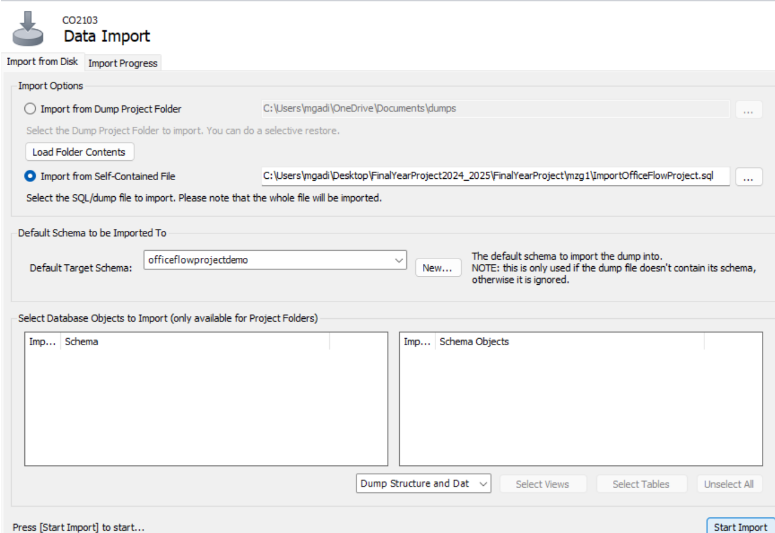 CO2103
Data Import
Import from Disk Import Progress
Import Options
Import from Dump Project Folder C:\Users\mgadi\OneDrive\Documents\dumps ...
Select the Dump Project Folder to import. You can do a selective restore.
Load Folder Contents
Import from Self-Contained File C:\Users\mgadi\Desktop\FinalYearProject2024_2025\FinalYearProject\mzg1\ImportOfficeFlowProject.sql ...
Select the SQL/dump file to import. Please note that the whole file will be imported.
Default Schema to be Imported To
Default Target Schema: officeflowprojectdemo New... The default schema to import the dump into.
NOTE: this is only used if the dump file doesn't contain its schema,
otherwise it is ignored.
Select Database Objects to Import (only available for Project Folders)
Imp... Schema Imp... Schema Objects
Dump Structure and Dat Select Views Select Tables Unselect All
Press [Start Import] to start... Start Import